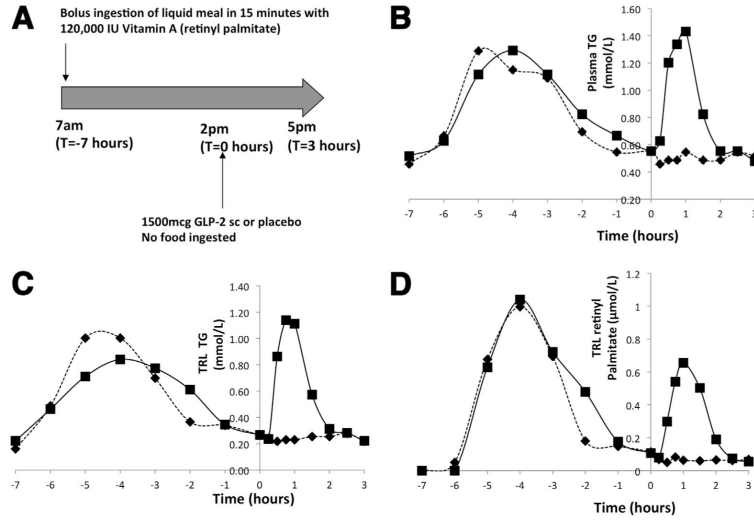 A
Bolus ingestion of liquid meal in 15 minutes with
120,000 IU Vitamin A (retinyl palmitate)
7am
(T=-7 hours)
2pm
(T=0 hours)
5pm
(T=3 hours)
1500mcg GLP-2 sc or placebo
No food ingested
B
Plasma TG
(mmol/L)
1.60
1.40
1.20
1.00
0.80
0.60
0.40
0.20
-7 -6 -5 -4 -3 -2 -1 0 1 2 3
Time (hours)
C
TRL TG
(mmol/L)
1.60
1.40
1.20
1.00
0.80
0.60
0.40
0.20
0.00
-7 -6 -5 -4 -3 -2 -1 0 1 2 3
Time (hours)
D
TRL retinyl
Palmitate (µmol/L)
1.2
1
0.8
0.6
0.4
0.2
0
-7 -6 -5 -4 -3 -2 -1 0 1 2 3
Time (hours)